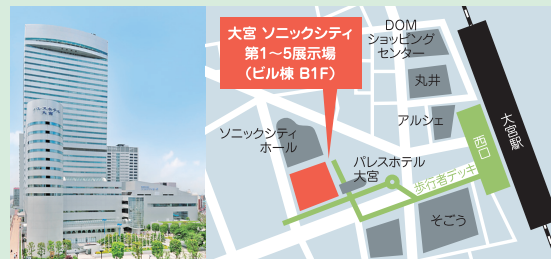 大宮 ソニックシティ
第1〜5展示場
（ビル棟 B1F）
DOM
ショッピング
センター
丸井
アルシェ
大宮駅
西口
ソニックシティ
ホール
パレスホテル
大宮
歩行者デッキ
そごう